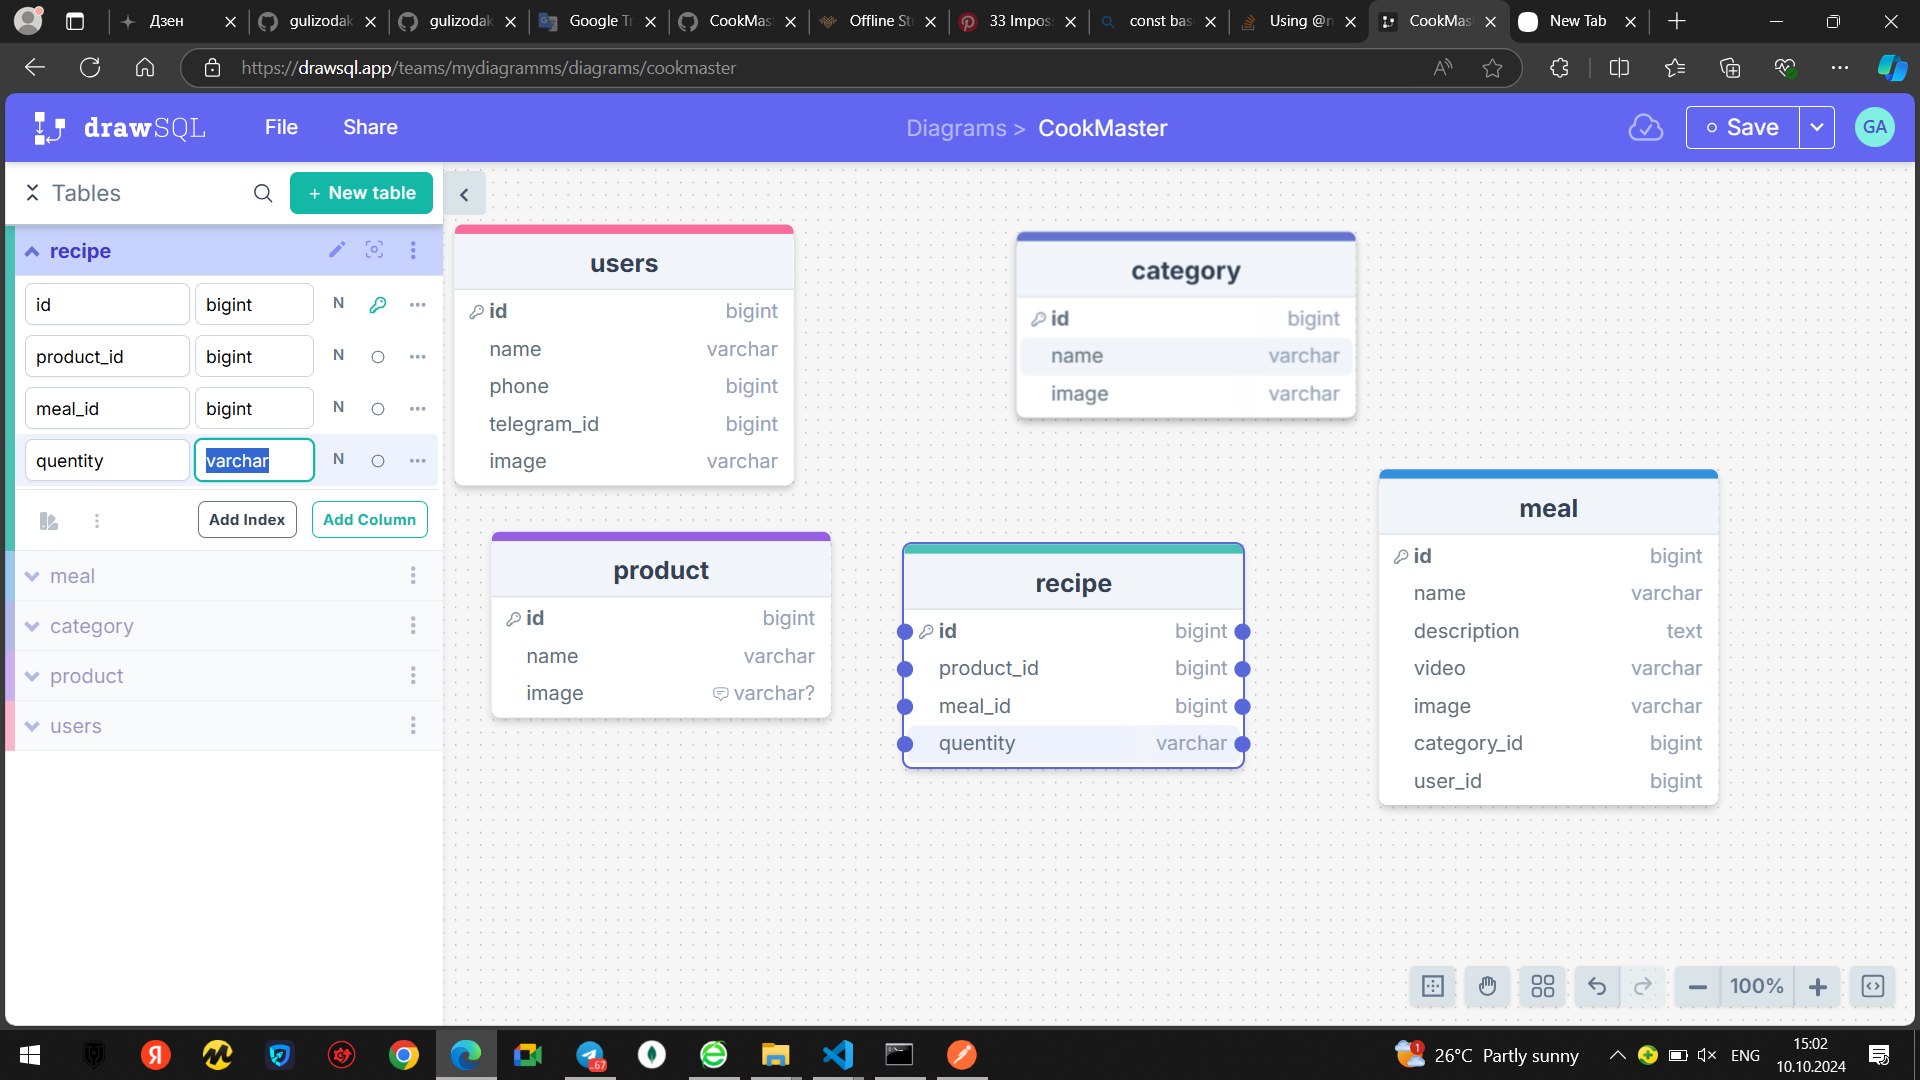 Дзен
gulizodak
gulizodak
Google Tr
CookMas
Offline St
33 Impos
const bas
Using @n
CookMas
New Tab
https://drawsql.app/teams/mydiagramms/diagrams/cookmaster
drawSQL
File
Share
Diagrams > CookMaster
Save
GA
Tables
+ New table
recipe
id bigint N
product_id bigint N
meal_id bigint N
quentity varchar N
Add Index
Add Column
meal
category
product
users
users
id bigint
name varchar
phone bigint
telegram_id bigint
image varchar
category
id bigint
name varchar
image varchar
product
id bigint
name varchar
image varchar?
recipe
id bigint
product_id bigint
meal_id bigint
quentity varchar
meal
id bigint
name varchar
description text
video varchar
image varchar
category_id bigint
user_id bigint
100%
Я
..67
1
26°C Partly sunny
ENG
15:02
10.10.2024